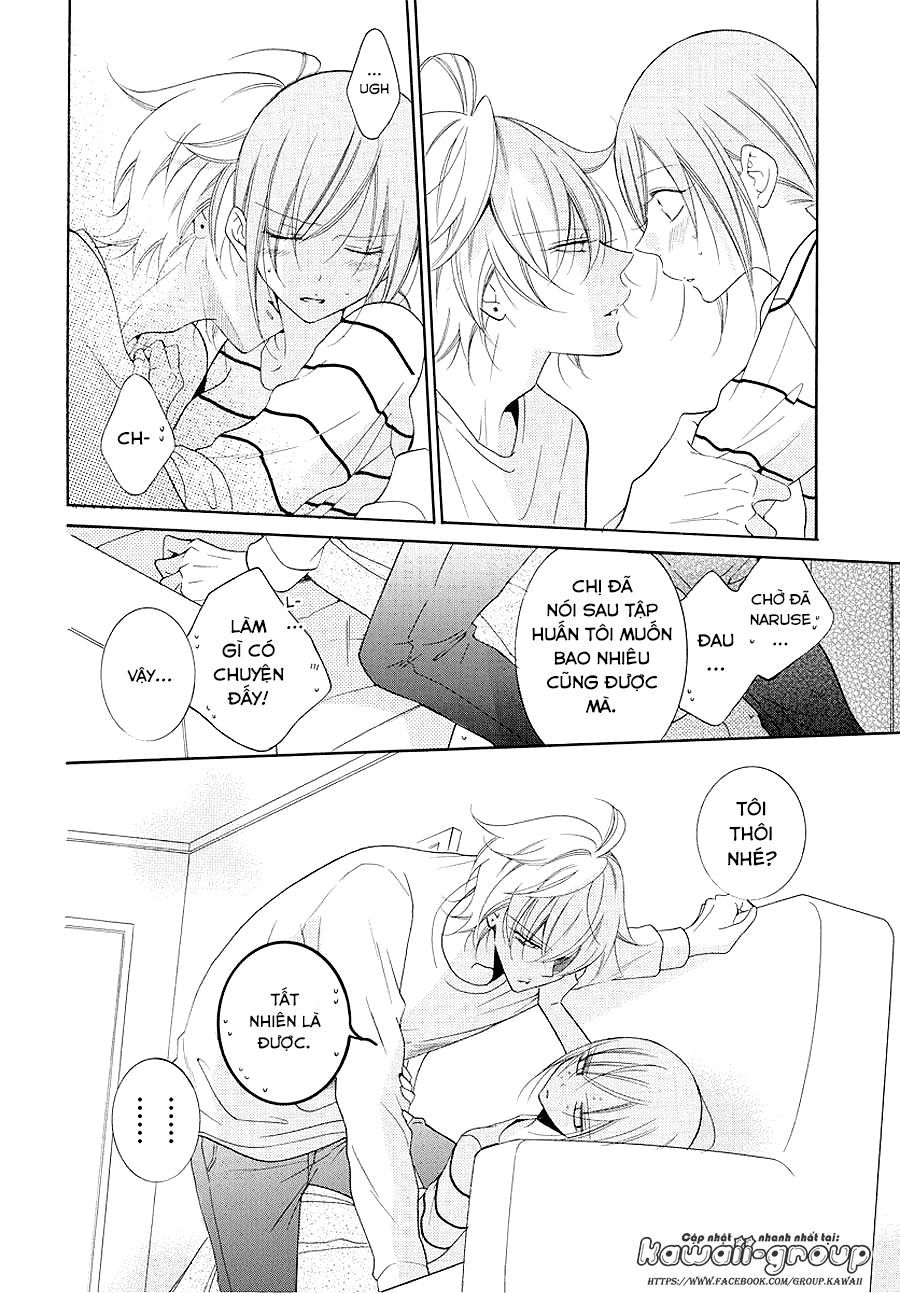 ...
UGH
CH-
CHỜ ĐÃ
NARUSE...
ĐAU
...
CHỊ ĐÃ
NÓI SAU TẬP
HUẤN TÔI MUỐN
BAO NHIÊU
CŨNG ĐƯỢC
MÀ.
L-
...
LÀM
GÌ CÓ
CHUYỆN
ĐẤY!
VẬY...
TÔI
THÔI
NHÉ?
TẤT
NHIÊN LÀ
ĐƯỢC.
......
Cập nhật nhanh nhất tại:
kawaii-group
HTTPS://WWW.FACEBOOK.COM/GROUP.KAWAII